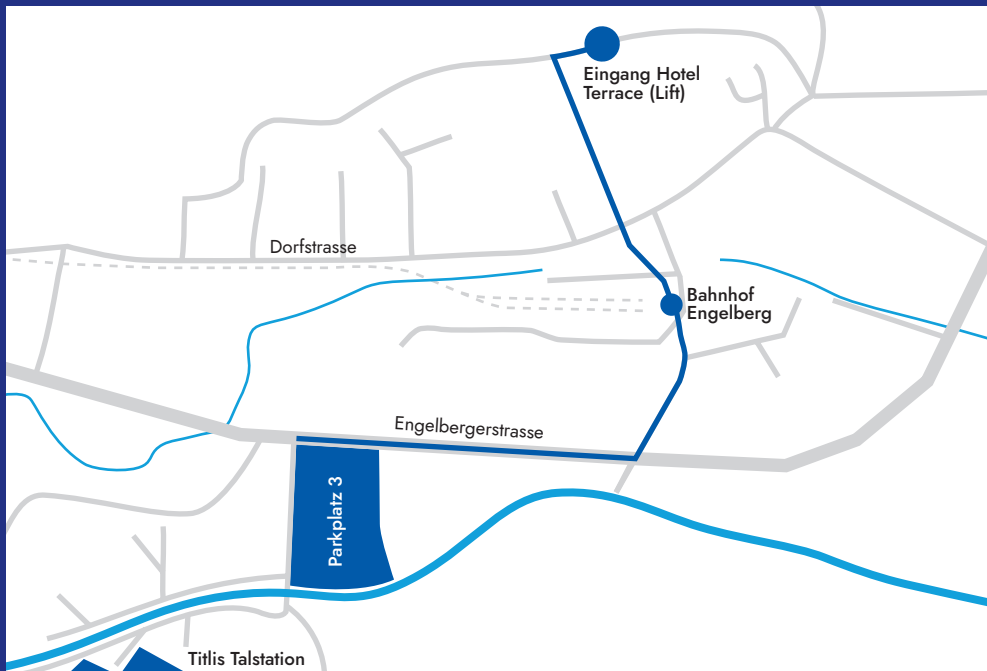 Eingang Hotel
Terrace (Lift)
Dorfstrasse
Bahnhof
Engelberg
Engelbergerstrasse
Parkplatz 3
Titlis Talstation